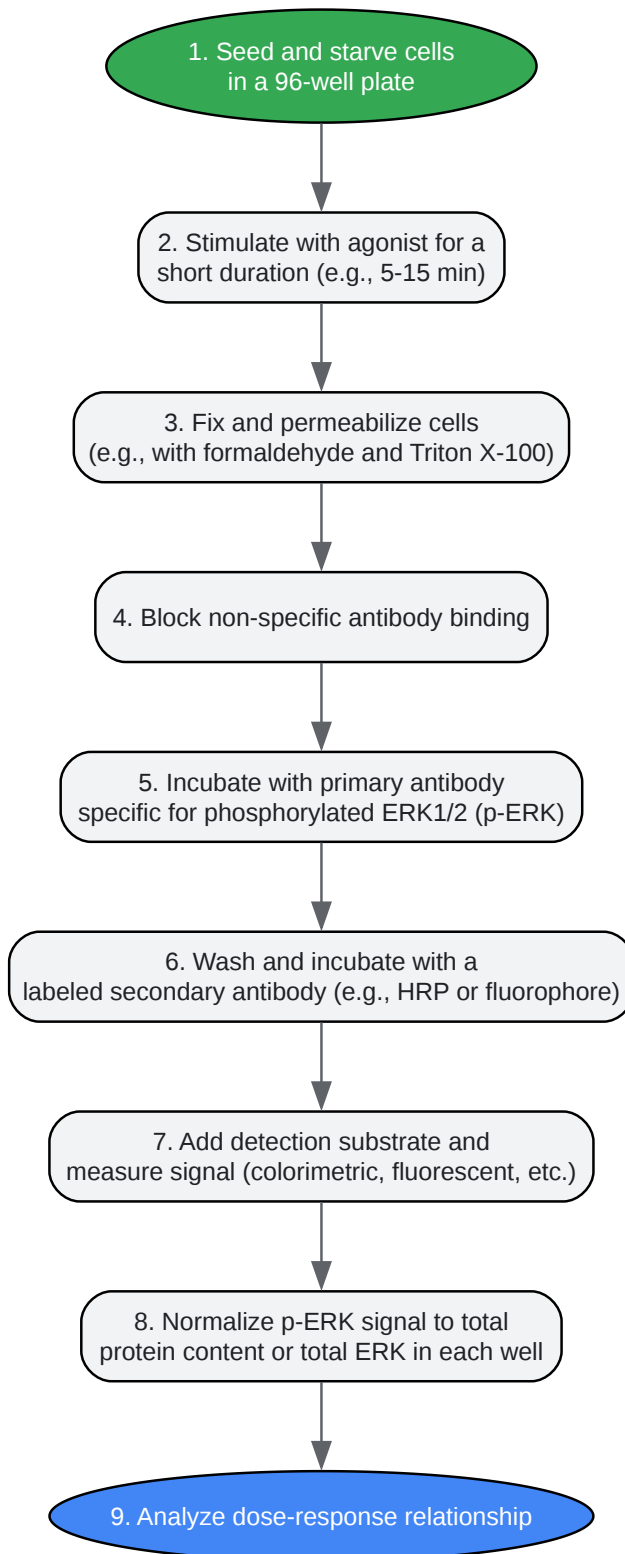 1. Seed and starve cells
in a 96-well plate
2. Stimulate with agonist for a
short duration (e.g., 5-15 min)
3. Fix and permeabilize cells
(e.g., with formaldehyde and Triton X-100)
4. Block non-specific antibody binding
5. Incubate with primary antibody
specific for phosphorylated ERK1/2 (p-ERK)
6. Wash and incubate with a
labeled secondary antibody (e.g., HRP or fluorophore)
7. Add detection substrate and
measure signal (colorimetric, fluorescent, etc.)
8. Normalize p-ERK signal to total
protein content or total ERK in each well
9. Analyze dose-response relationship